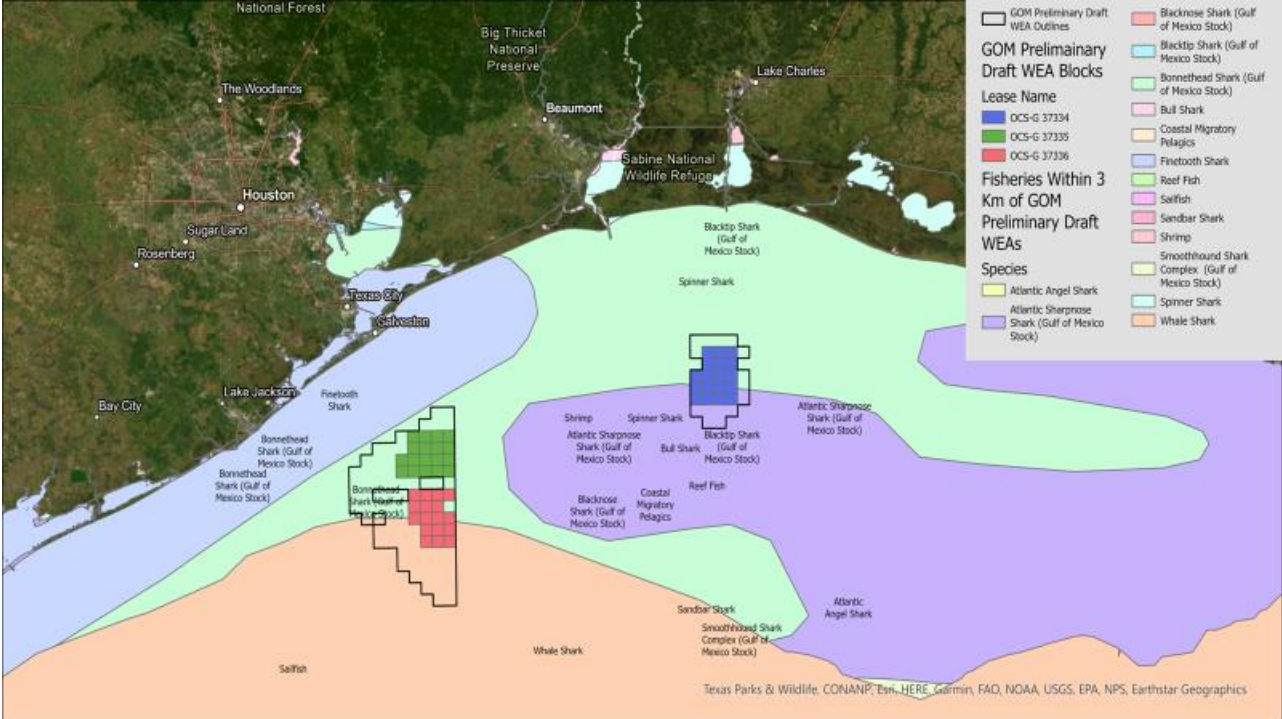 National Forest
Big Thicket
National
Preserve
Lake Charles
The Woodlands
Beaumont
Sabine National
Wildlife Refuge
Houston
Sugar Land
Rosenberg
Texas City
Galveston
Lake Jackson
Bay City
Blacktip Shark
(Gulf of
Mexico Stock)
Spinner Shark
Finetooth
Shark
Bonnethead
Shark (Gulf of
Mexico Stock)
Bonnethead
Shark (Gulf of
Mexico Stock)
Bonnethead
Shark (Gulf of
Mexico Stock)
Shrimp
Spinner Shark
Atlantic Sharpnose
Shark (Gulf of
Mexico Stock)
Atlantic Sharpnose
Shark (Gulf of
Mexico Stock)
Bull Shark
Blacktip Shark
(Gulf of
Mexico Stock)
Reef Fish
Blacknose
Shark (Gulf of
Mexico Stock)
Coastal
Migratory
Pelagics
Sandbar Shark
Atlantic
Angel Shark
Smoothhound Shark
Complex (Gulf of
Mexico Stock)
Whale Shark
Sailfish
GOM Preliminary Draft
WEA Outlines
GOM Prelimainary
Draft WEA Blocks
Lease Name
OCS-G 37334
OCS-G 37335
OCS-G 37336
Fisheries Within 3
Km of GOM
Preliminary Draft
WEAs
Species
Atlantic Angel Shark
Atlantic Sharpnose
Shark (Gulf of Mexico
Stock)
Blacknose Shark (Gulf
of Mexico Stock)
Blacktip Shark (Gulf of
Mexico Stock)
Bonnethead Shark (Gulf
of Mexico Stock)
Bull Shark
Coastal Migratory
Pelagics
Finetooth Shark
Reef Fish
Sailfish
Sandbar Shark
Shrimp
Smoothhound Shark
Complex (Gulf of
Mexico Stock)
Spinner Shark
Whale Shark
Texas Parks & Wildlife, CONANP, Esri, HERE, Garmin, FAO, NOAA, USGS, EPA, NPS, Earthstar Geographics